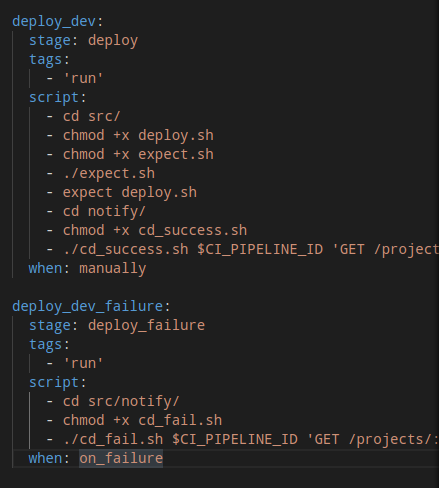 deploy_dev:
  stage: deploy
  tags:
    - 'run'
  script:
    - cd src/
    - chmod +x deploy.sh
    - chmod +x expect.sh
    - ./expect.sh
    - expect deploy.sh
    - cd notify/
    - chmod +x cd_success.sh
    - ./cd_success.sh $CI_PIPELINE_ID 'GET /project
  when: manually

deploy_dev_failure:
  stage: deploy_failure
  tags:
    - 'run'
  script:
    - cd src/notify/
    - chmod +x cd_fail.sh
    - ./cd_fail.sh $CI_PIPELINE_ID 'GET /projects/:
  when: on_failure